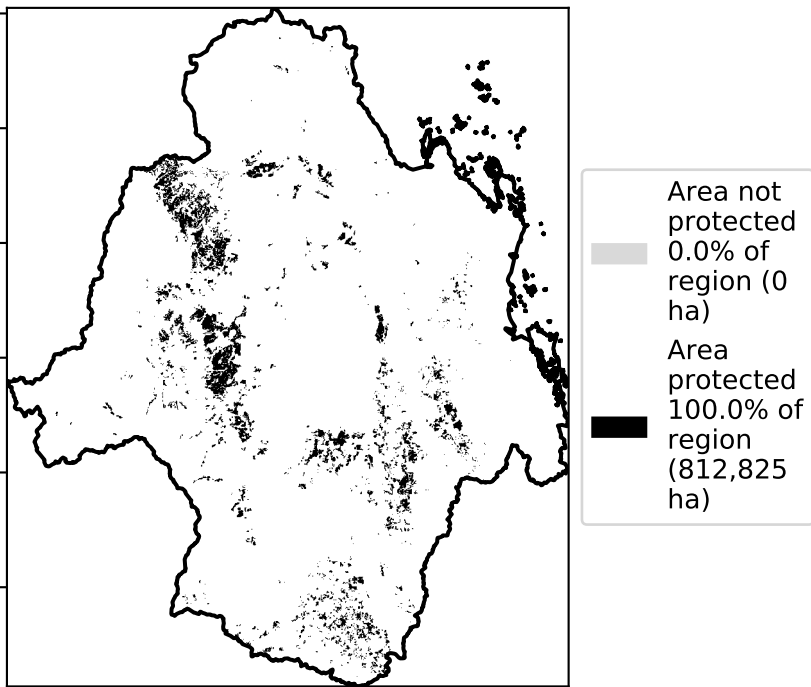 Area not
protected
0.0% of
region (0
ha)
Area
protected
100.0% of
region
(812,825
ha)